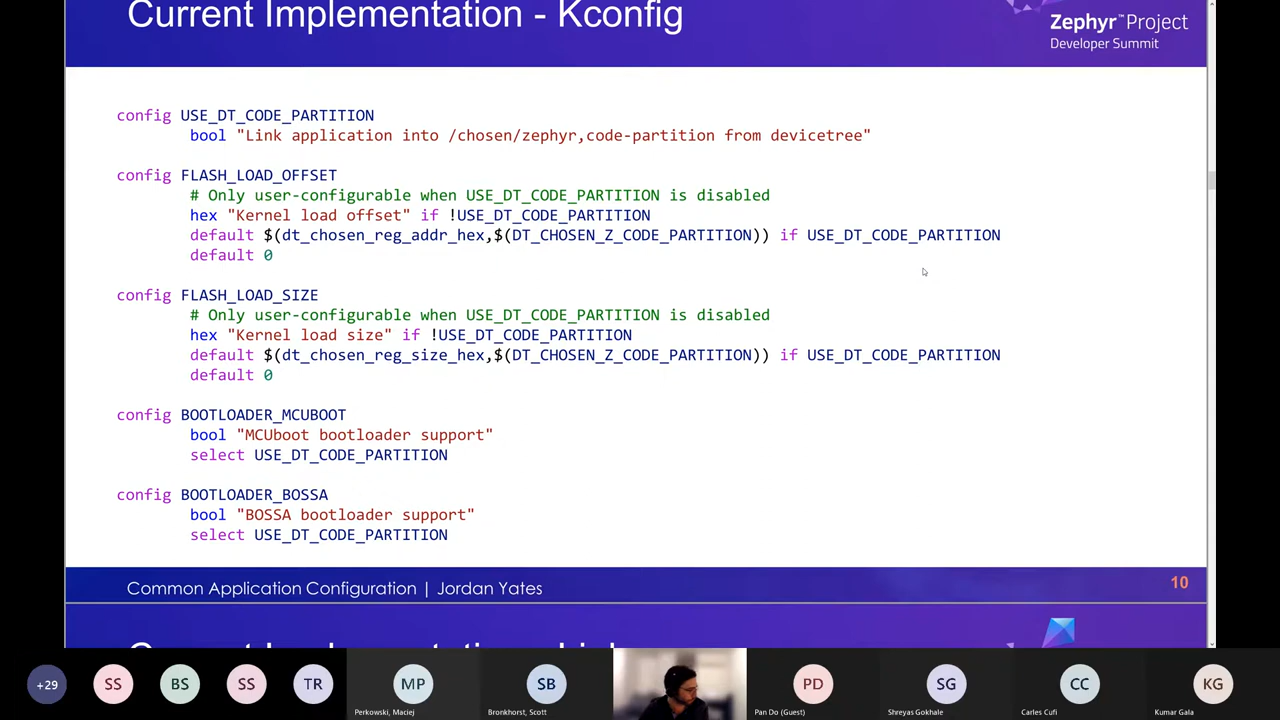 Current Implementation - Kconfig
Zephyr™Project
Developer Summit
config USE_DT_CODE_PARTITION
bool "Link application into /chosen/zephyr,code-partition from devicetree"
config FLASH_LOAD_OFFSET
# Only user-configurable when USE_DT_CODE_PARTITION is disabled
hex "Kernel load offset" if !USE_DT_CODE_PARTITION
default $(dt_chosen_reg_addr_hex,$(DT_CHOSEN_Z_CODE_PARTITION)) if USE_DT_CODE_PARTITION
default 0
config FLASH_LOAD_SIZE
# Only user-configurable when USE_DT_CODE_PARTITION is disabled
hex "Kernel load size" if !USE_DT_CODE_PARTITION
default $(dt_chosen_reg_size_hex,$(DT_CHOSEN_Z_CODE_PARTITION)) if USE_DT_CODE_PARTITION
default 0
config BOOTLOADER_MCUBOOT
bool "MCUboot bootloader support"
select USE_DT_CODE_PARTITION
config BOOTLOADER_BOSSA
bool "BOSSA bootloader support"
select USE_DT_CODE_PARTITION
Common Application Configuration | Jordan Yates
10
+29
SS
BS
SS
TR
MP
Perkowski, Maciej
SB
Bronkhorst, Scott
PD
Pan Do (Guest)
SG
Shreyas Gokhale
CC
Carles Cufi
KG
Kumar Gala